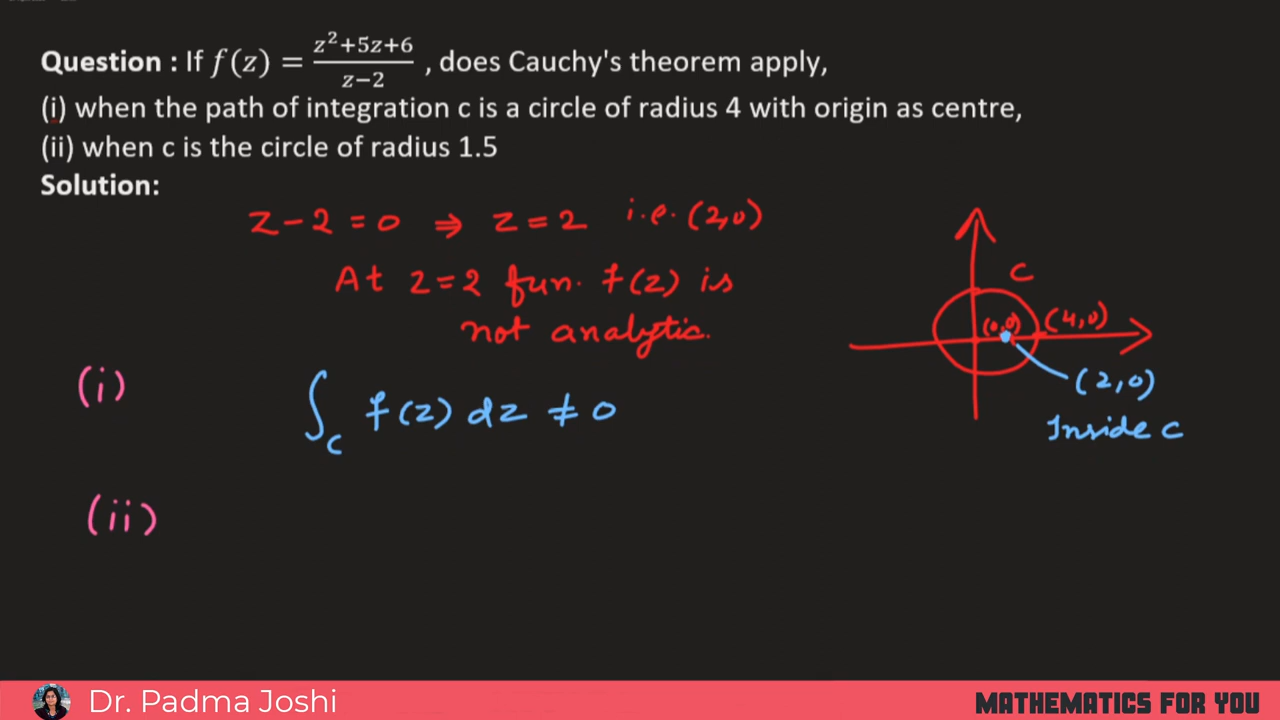 Question : If f(z) = z²+5z+6 / z−2 , does Cauchy's theorem apply,
(i) when the path of integration c is a circle of radius 4 with origin as centre,
(ii) when c is the circle of radius 1.5
Solution:
z − 2 = 0 ⇒ z = 2 i.e. (2,0)
At z=2 fun. f(z) is
not analytic.
C
(0,0) (4,0)
(2,0)
Inside c
(i) ∫c f(z) dz ≠ 0
(ii)
Dr. Padma Joshi
MATHEMATICS FOR YOU